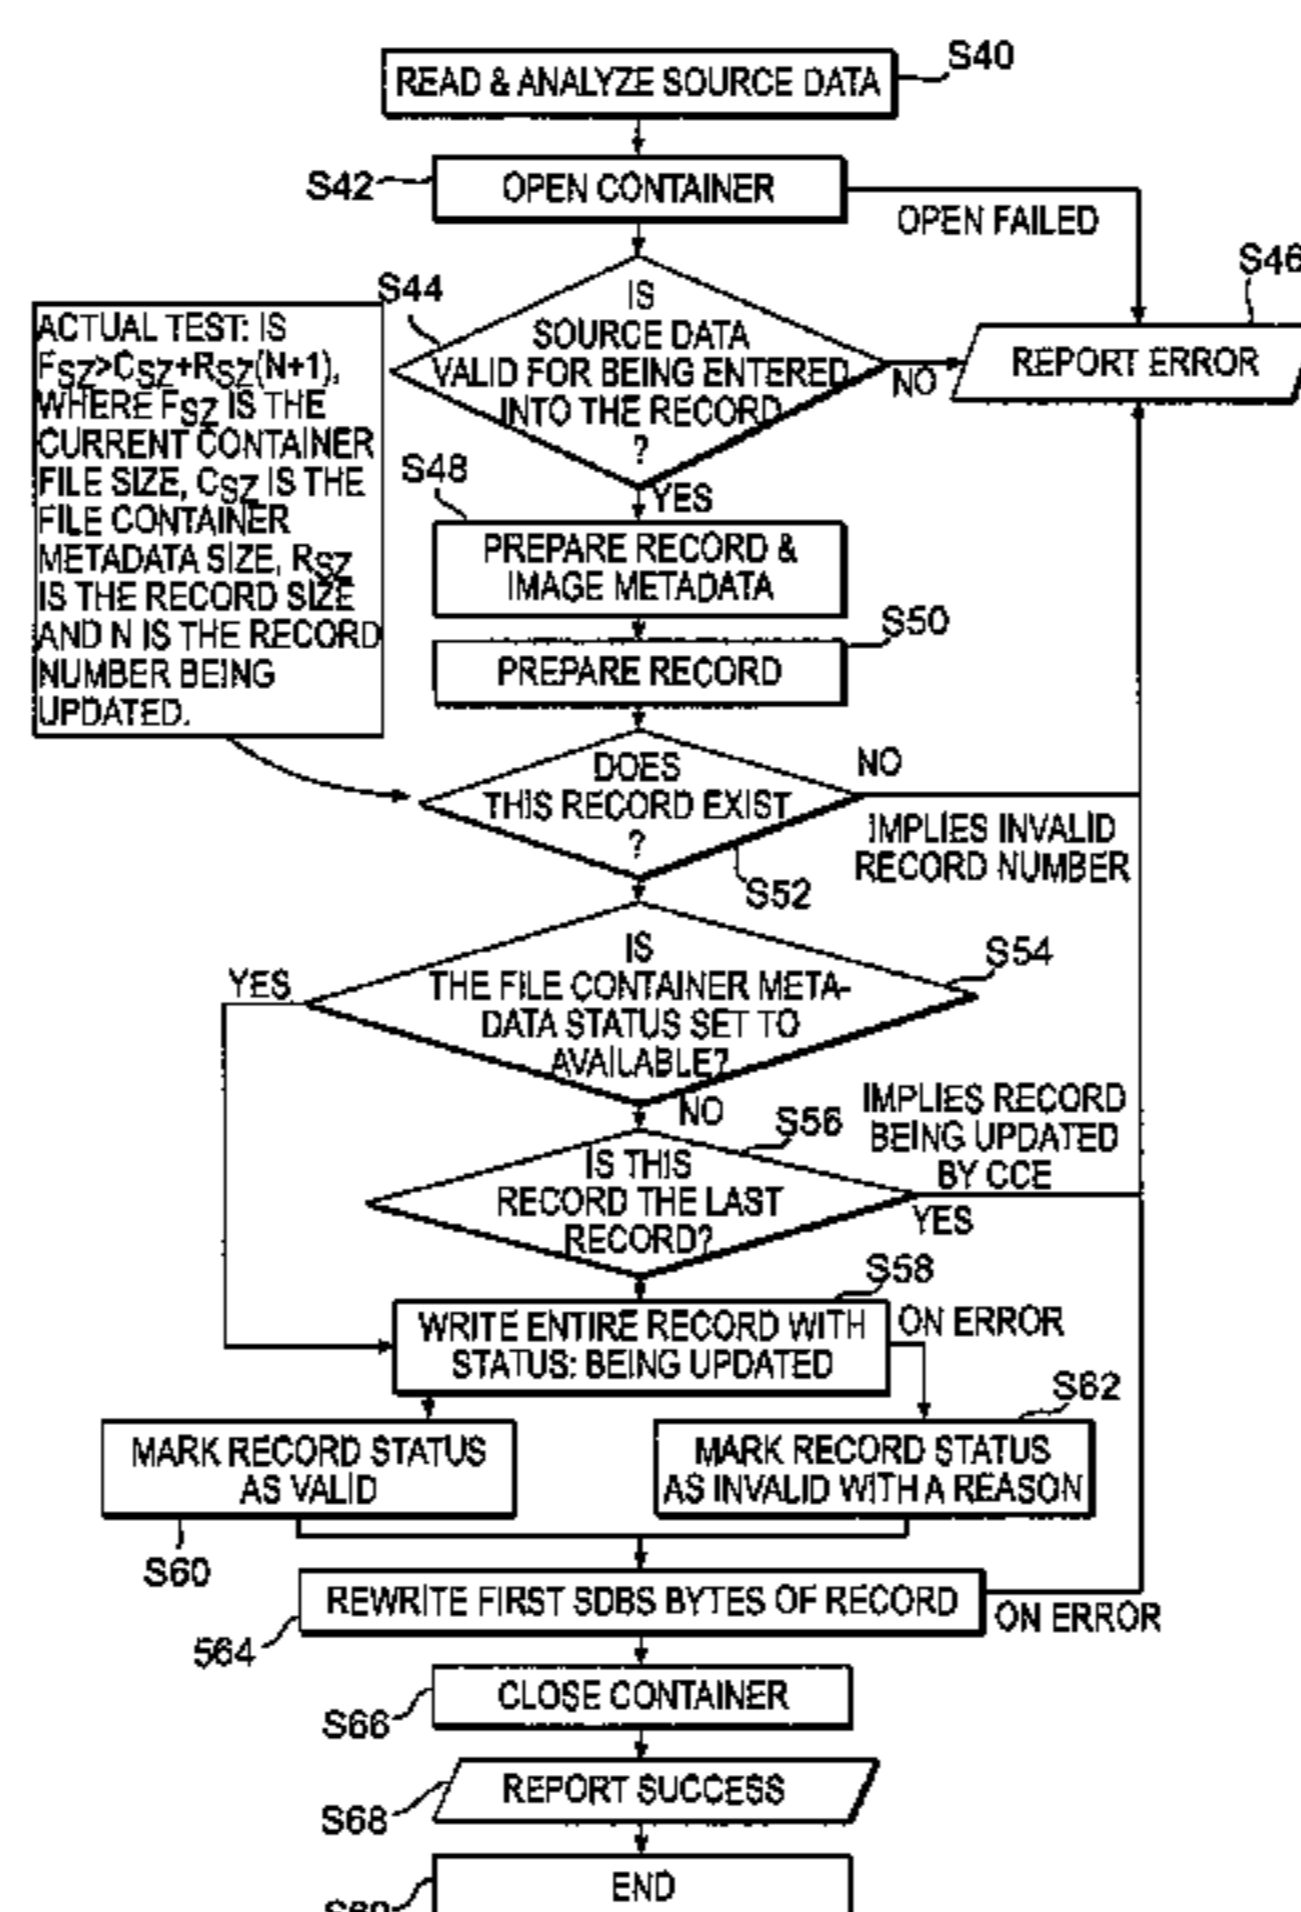 S40
READ & ANALYZE SOURCE DATA
S42
OPEN CONTAINER
OPEN FAILED
S46
REPORT ERROR
S44
IS
SOURCE DATA
VALID FOR BEING ENTERED
INTO THE RECORD
?
NO
YES
ACTUAL TEST: IS
FSZ>CSZ+RSZ(N+1),
WHERE FSZ IS THE
CURRENT CONTAINER
FILE SIZE, CSZ IS THE
FILE CONTAINER
METADATA SIZE, RSZ
IS THE RECORD SIZE
AND N IS THE RECORD
NUMBER BEING
UPDATED.
S48
PREPARE RECORD &
IMAGE METADATA
S50
PREPARE RECORD
DOES
THIS RECORD EXIST
?
NO
IMPLIES INVALID
RECORD NUMBER
S52
IS
THE FILE CONTAINER META-
DATA STATUS SET TO
AVAILABLE?
S54
YES
NO
S56
IS THIS
RECORD THE LAST
RECORD?
IMPLIES RECORD
BEING UPDATED
BY CCE
YES
S58
WRITE ENTIRE RECORD WITH
STATUS: BEING UPDATED
ON ERROR
MARK RECORD STATUS
AS VALID
S60
S62
MARK RECORD STATUS
AS INVALID WITH A REASON
REWRITE FIRST SDBS BYTES OF RECORD
564
ON ERROR
CLOSE CONTAINER
S66
REPORT SUCCESS
S68
END